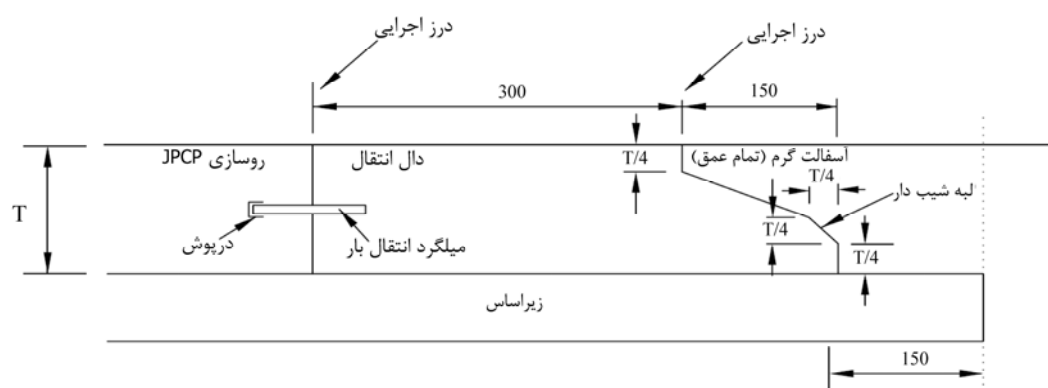 درز اجرایی
درز اجرایی
300
150
روسازی JPCP
دال انتقال
T/4
آسفالت گرم (تمام عمق)
T/4
لبه شیب دار
T
درپوش
میلگرد انتقال بار
T/4
T/4
زیراساس
150